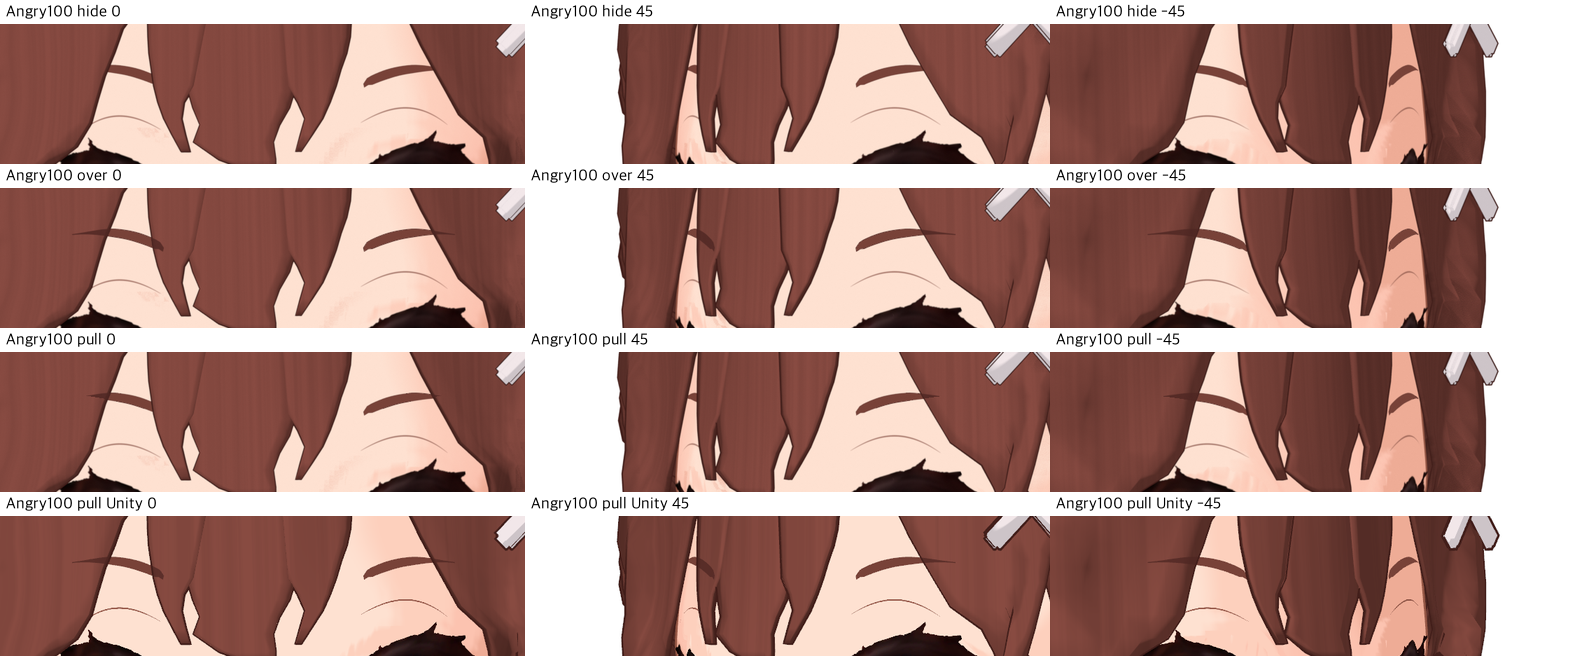 Angry100 hide 0
Angry100 hide 45
Angry100 hide -45
Angry100 over 0
Angry100 over 45
Angry100 over -45
Angry100 pull 0
Angry100 pull 45
Angry100 pull -45
Angry100 pull Unity 0
Angry100 pull Unity 45
Angry100 pull Unity -45